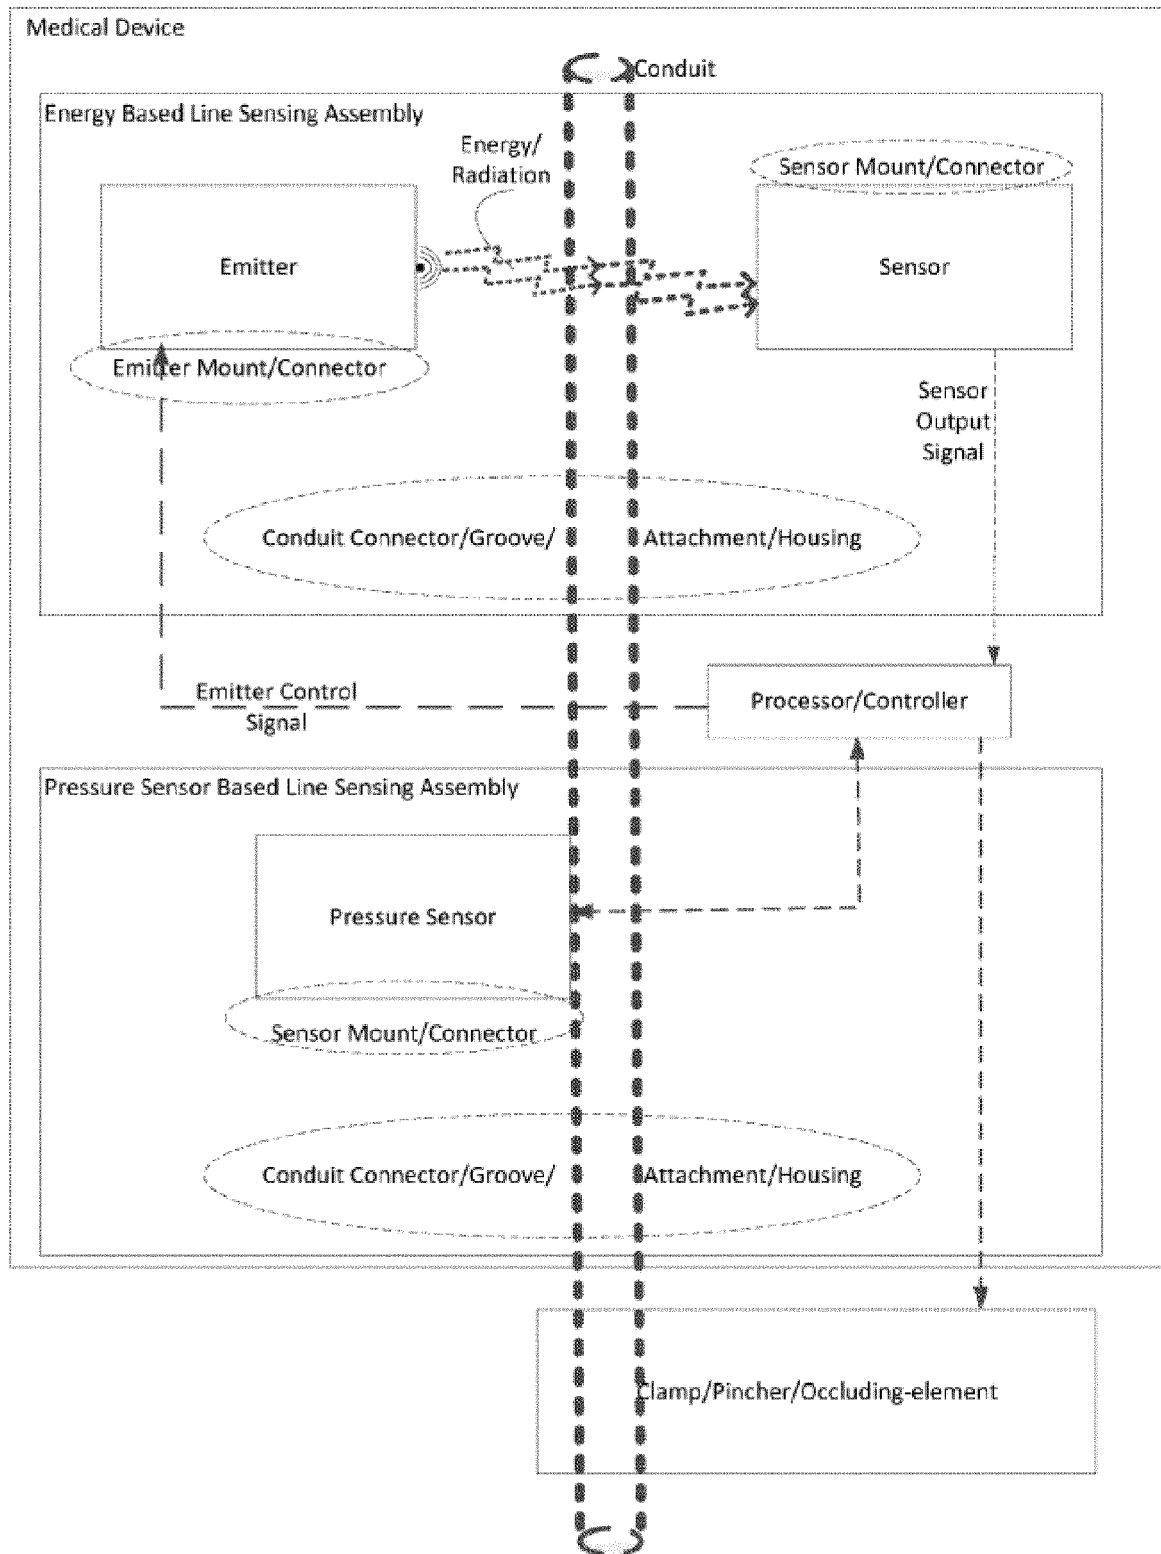 Medical Device
Conduit
Energy Based Line Sensing Assembly
Energy/
Radiation
Sensor Mount/Connector
Emitter
Sensor
Emitter Mount/Connector
Sensor
Output
Signal
Conduit Connector/Groove/ Attachment/Housing
Emitter Control
Signal
Processor/Controller
Pressure Sensor Based Line Sensing Assembly
Pressure Sensor
Sensor Mount/Connector
Conduit Connector/Groove/ Attachment/Housing
Clamp/Pincher/Occluding-element